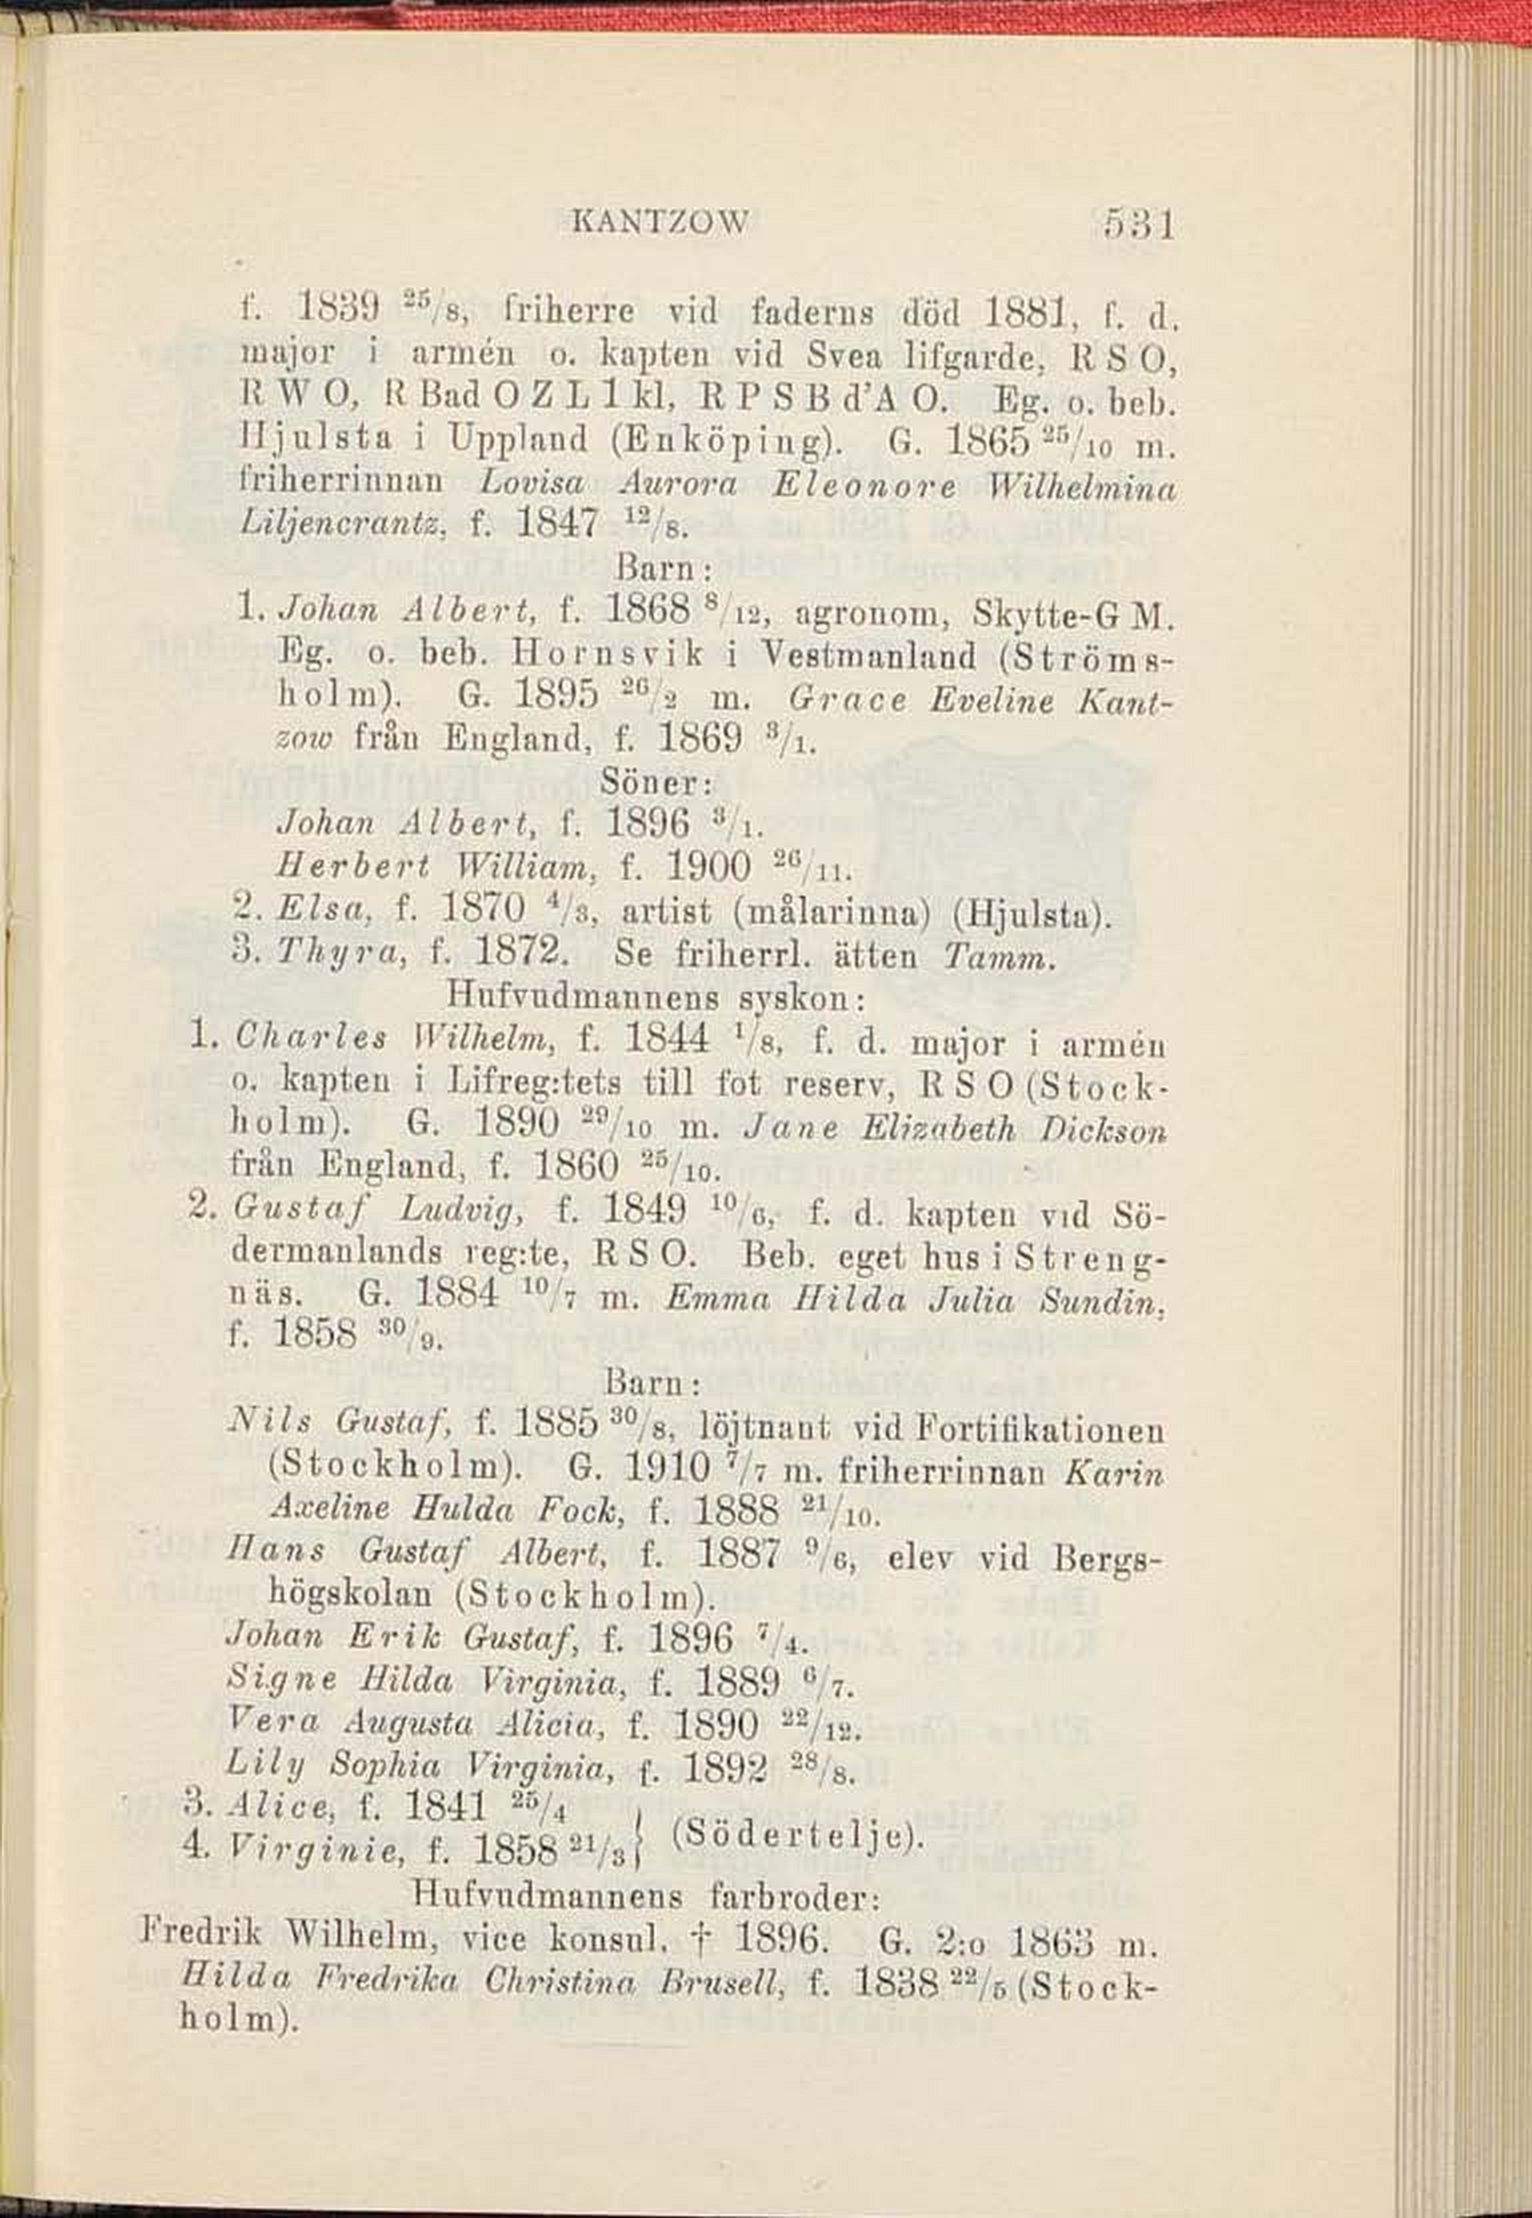 KANTZOW 531
f. 1839 25/8, friherre vid faderns död 1881, f. d.
major i armén o. kapten vid Svea lifgarde, R S O,
R W O, R Bad O Z L 1 kl, R P S B d'A O. Eg. o. beb.
Hjulsta i Uppland (Enköping). G. 1865 25/10 m.
friherrinnan Lovisa Aurora Eleonore Wilhelmina
Liljencrantz, f. 1847 12/8.
Barn:
1. Johan Albert, f. 1868 8/12, agronom, Skytte-G M.
Eg. o. beb. Hornsvik i Vestmanland (Ströms-
holm). G. 1895 26/2 m. Grace Eveline Kant-
zow från England, f. 1869 3/1.
Söner:
Johan Albert, f. 1896 3/1.
Herbert William, f. 1900 26/11.
2. Elsa, f. 1870 4/3, artist (målarinna) (Hjulsta).
3. Thyra, f. 1872. Se friherrl. ätten Tamm.
Hufvudmannens syskon:
1. Charles Wilhelm, f. 1844 1/8, f. d. major i armén
o. kapten i Lifreg:tets till fot reserv, R S O (Stock-
holm). G. 1890 29/10 m. Jane Elizabeth Dickson
från England, f. 1860 25/10.
2. Gustaf Ludvig, f. 1849 10/6, f. d. kapten vid Sö-
dermanlands reg:te, R S O. Beb. eget hus i Streng-
näs. G. 1884 10/7 m. Emma Hilda Julia Sundin,
f. 1858 30/9.
Barn:
Nils Gustaf, f. 1885 30/8, löjtnant vid Fortifikationen
(Stockholm). G. 1910 7/7 m. friherrinnan Karin
Axeline Hulda Fock, f. 1888 21/10.
Hans Gustaf Albert, f. 1887 9/6, elev vid Bergs-
högskolan (Stockholm).
Johan Erik Gustaf, f. 1896 7/4.
Signe Hilda Virginia, f. 1889 6/7.
Vera Augusta Alicia, f. 1890 22/12.
Lily Sophia Virginia, f. 1892 28/8.
3. Alice, f. 1841 25/4
4. Virginie, f. 1858 21/3 } (Södertelje).
Hufvudmannens farbroder:
Fredrik Wilhelm, vice konsul. † 1896. G. 2:o 1863 m.
Hilda Fredrika Christina Brusell, f. 1838 22/5 (Stock-
holm).